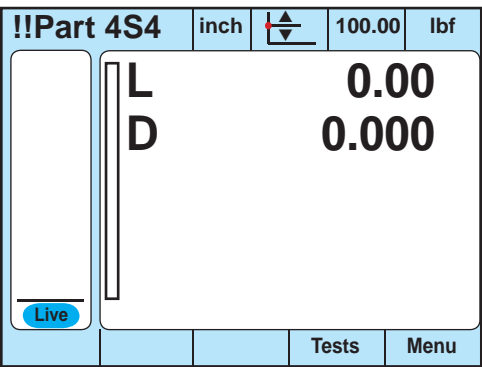 !!Part 4S4 inch 100.00 lbf
L 0.00
D 0.000
Live
Tests Menu